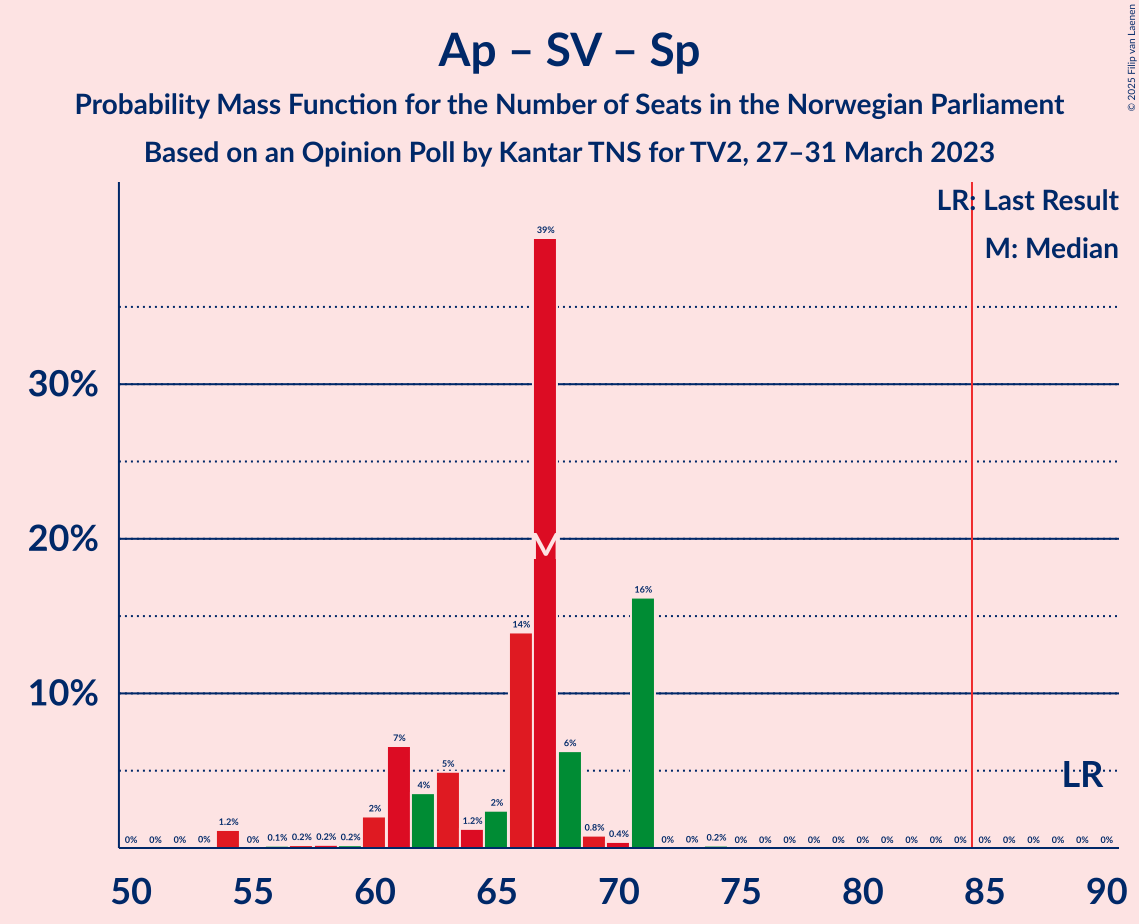 Ap – SV – Sp
Probability Mass Function for the Number of Seats in the Norwegian Parliament
Based on an Opinion Poll by Kantar TNS for TV2, 27–31 March 2023
© 2025 Filip van Laenen
LR: Last Result
M: Median
30%
20%
10%
0% 0% 0% 0% 1.2% 0% 0.1% 0.2% 0.2% 0.2% 2% 7% 4% 5% 1.2% 2% 14% 39% 6% 0.8% 0.4% 16% 0% 0% 0.2% 0% 0% 0% 0% 0% 0% 0% 0% 0% 0% 0% 0% 0% 0% 0% 0%
M
LR
50 55 60 65 70 75 80 85 90